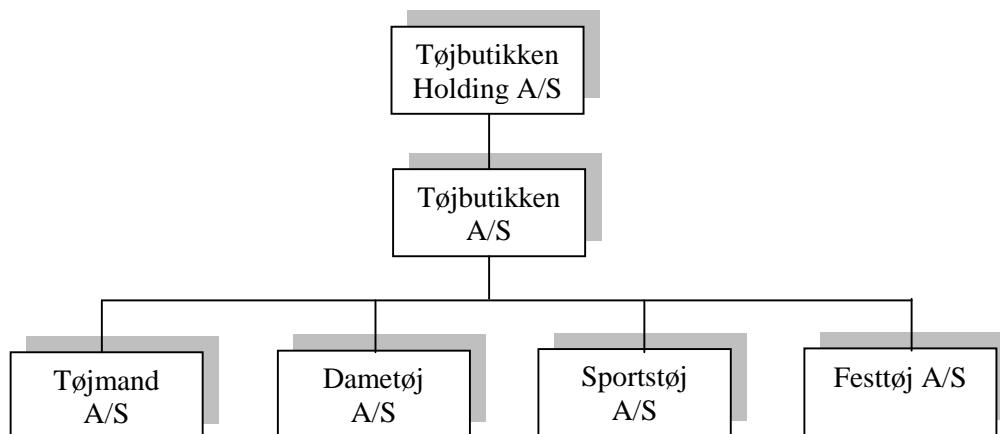 Tøjbutikken
Holding A/S
Tøjbutikken
A/S
Tøjmand
A/S
Dametøj
A/S
Sportstøj
A/S
Festtøj A/S